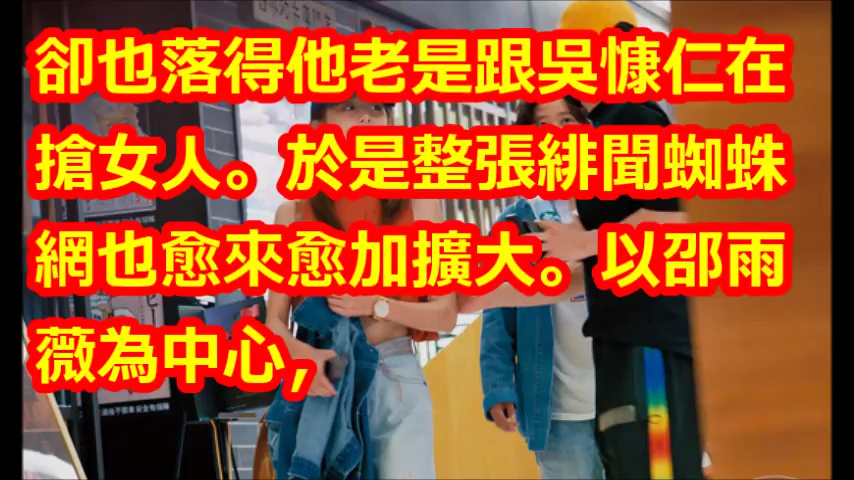 卻也落得他老是跟吳慷仁在
搶女人。於是整張緋聞蜘蛛
網也愈來愈加擴大。以邵雨
薇為中心，